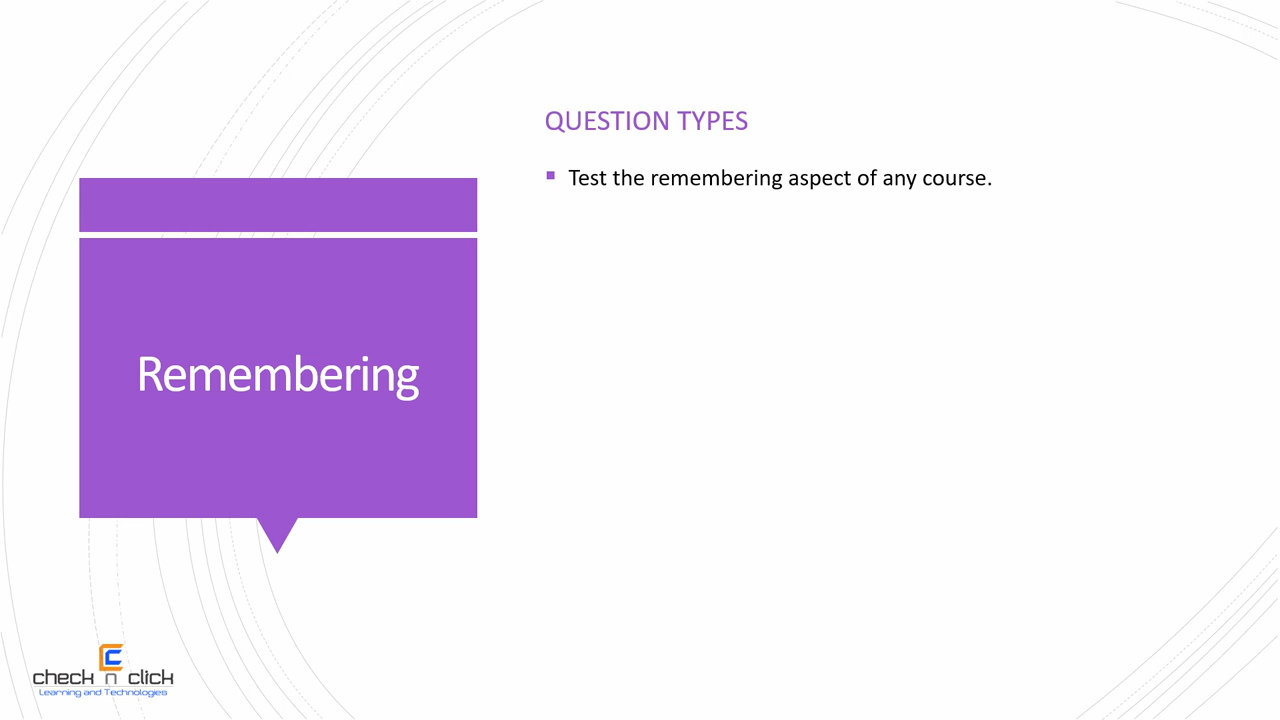 QUESTION TYPES
Test the remembering aspect of any course.
Remembering
check n click
Learning and Technologies